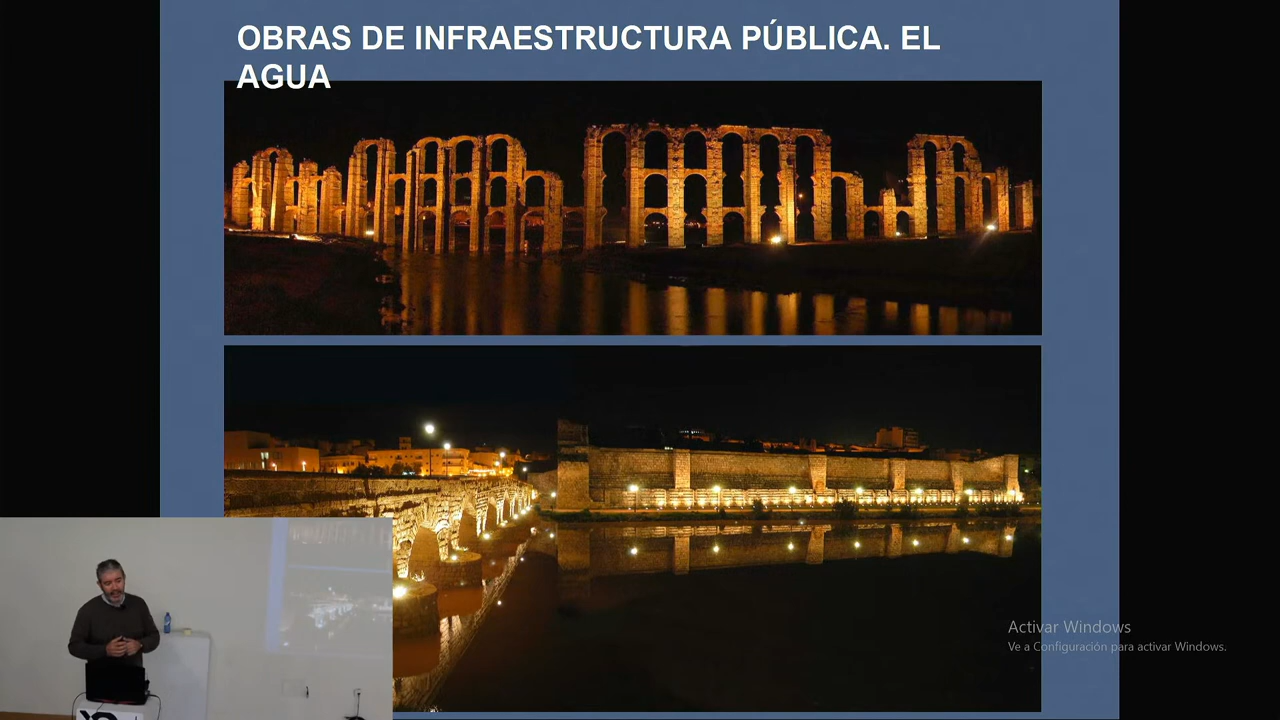 OBRAS DE INFRAESTRUCTURA PÚBLICA. EL
AGUA
Activar Windows
Ve a Configuración para activar Windows.